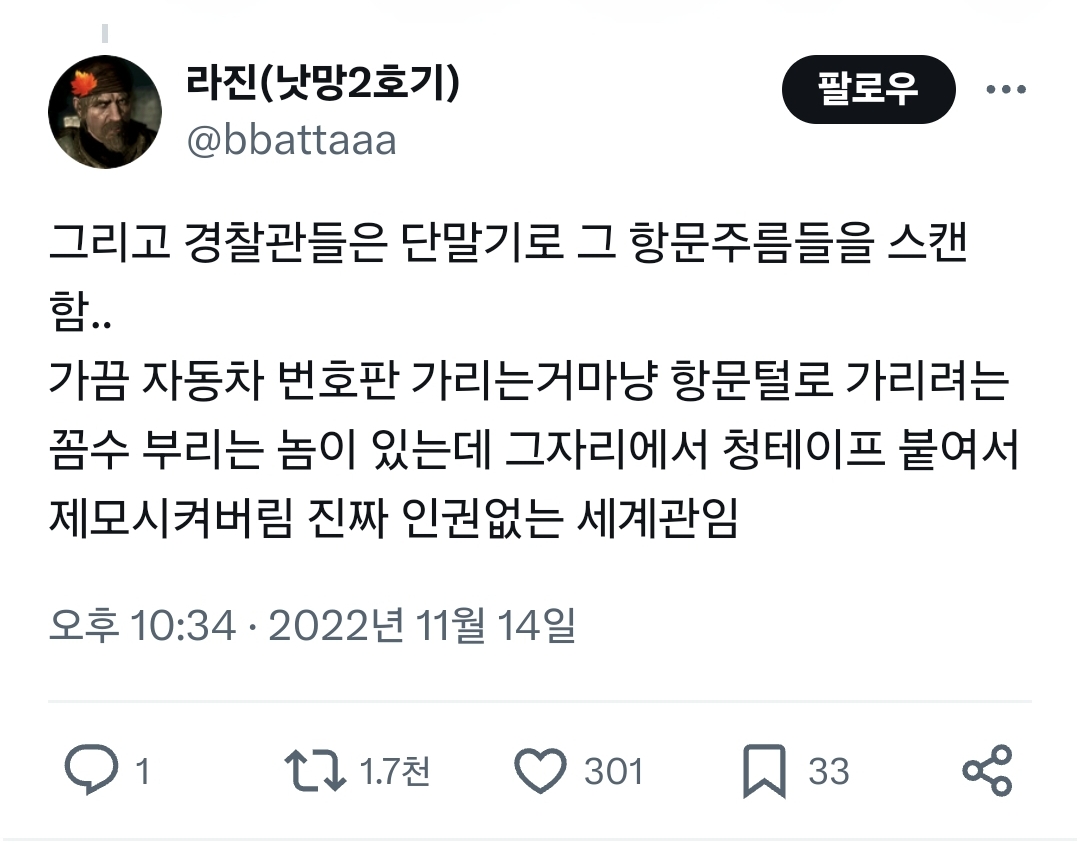 라진(낫망2호기)
@bbattaaa
팔로우
그리고 경찰관들은 단말기로 그 항문주름들을 스캔
함..
가끔 자동차 번호판 가리는거마냥 항문털로 가리려는
꼼수 부리는 놈이 있는데 그자리에서 청테이프 붙여서
제모시켜버림 진짜 인권없는 세계관임
오후 10:34 · 2022년 11월 14일
1 1.7천 301 33